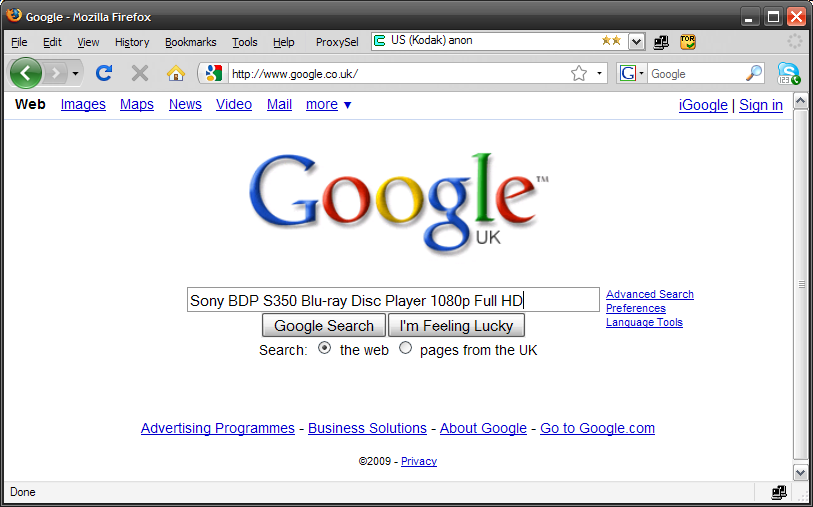 Google - Mozilla Firefox
File Edit View History Bookmarks Tools Help ProxySel US (Kodak) anon TOR
http://www.google.co.uk/ G Google 123
Web Images Maps News Video Mail more ▼ iGoogle | Sign in
Google™
UK
Sony BDP S350 Blu-ray Disc Player 1080p Full HD Advanced Search
Preferences
Google Search I'm Feeling Lucky Language Tools
Search: the web pages from the UK
Advertising Programmes - Business Solutions - About Google - Go to Google.com
©2009 - Privacy
Done